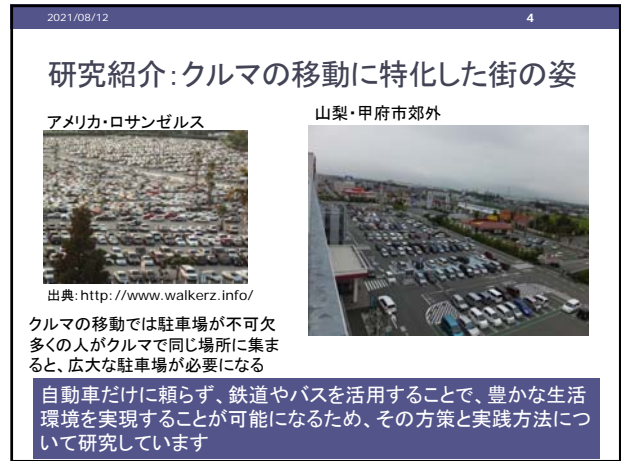 2021/08/12
4
研究紹介：クルマの移動に特化した街の姿
アメリカ・ロサンゼルス
山梨・甲府市郊外
出典：http://www.walkerz.info/
クルマの移動では駐車場が不可欠
多くの人がクルマで同じ場所に集ま
ると、広大な駐車場が必要になる
自動車だけに頼らず、鉄道やバスを活用することで、豊かな生活
環境を実現することが可能になるため、その方策と実践方法につ
いて研究しています